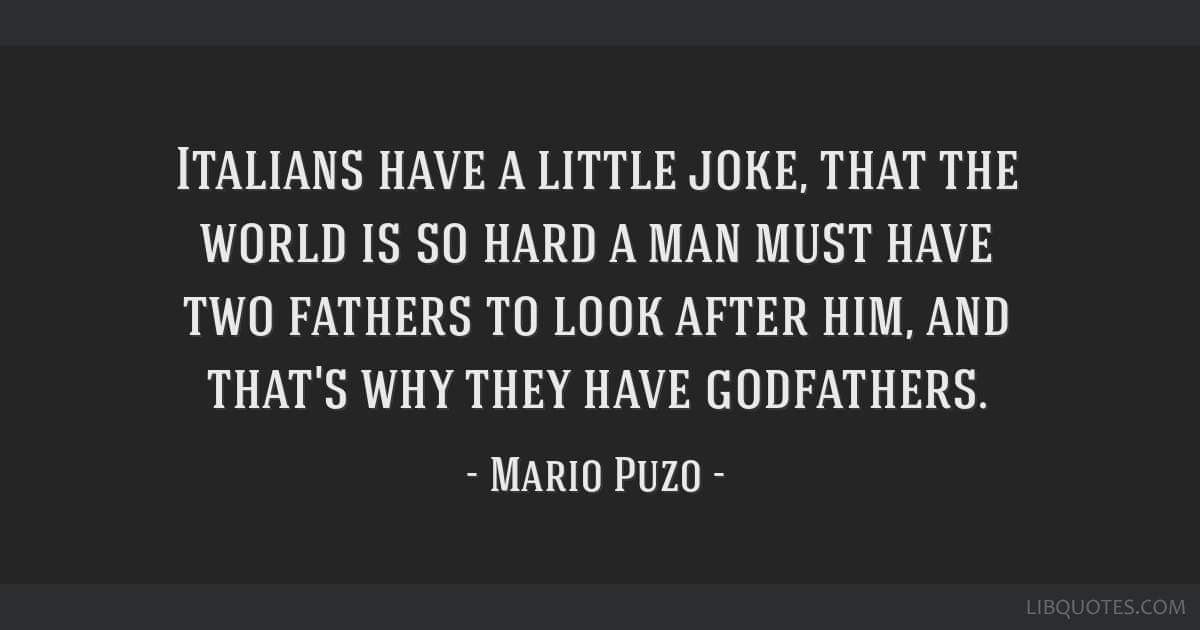 Italians have a little joke, that the
world is so hard a man must have
two fathers to look after him, and
that's why they have godfathers.
- Mario Puzo -
LIBQUOTES.COM